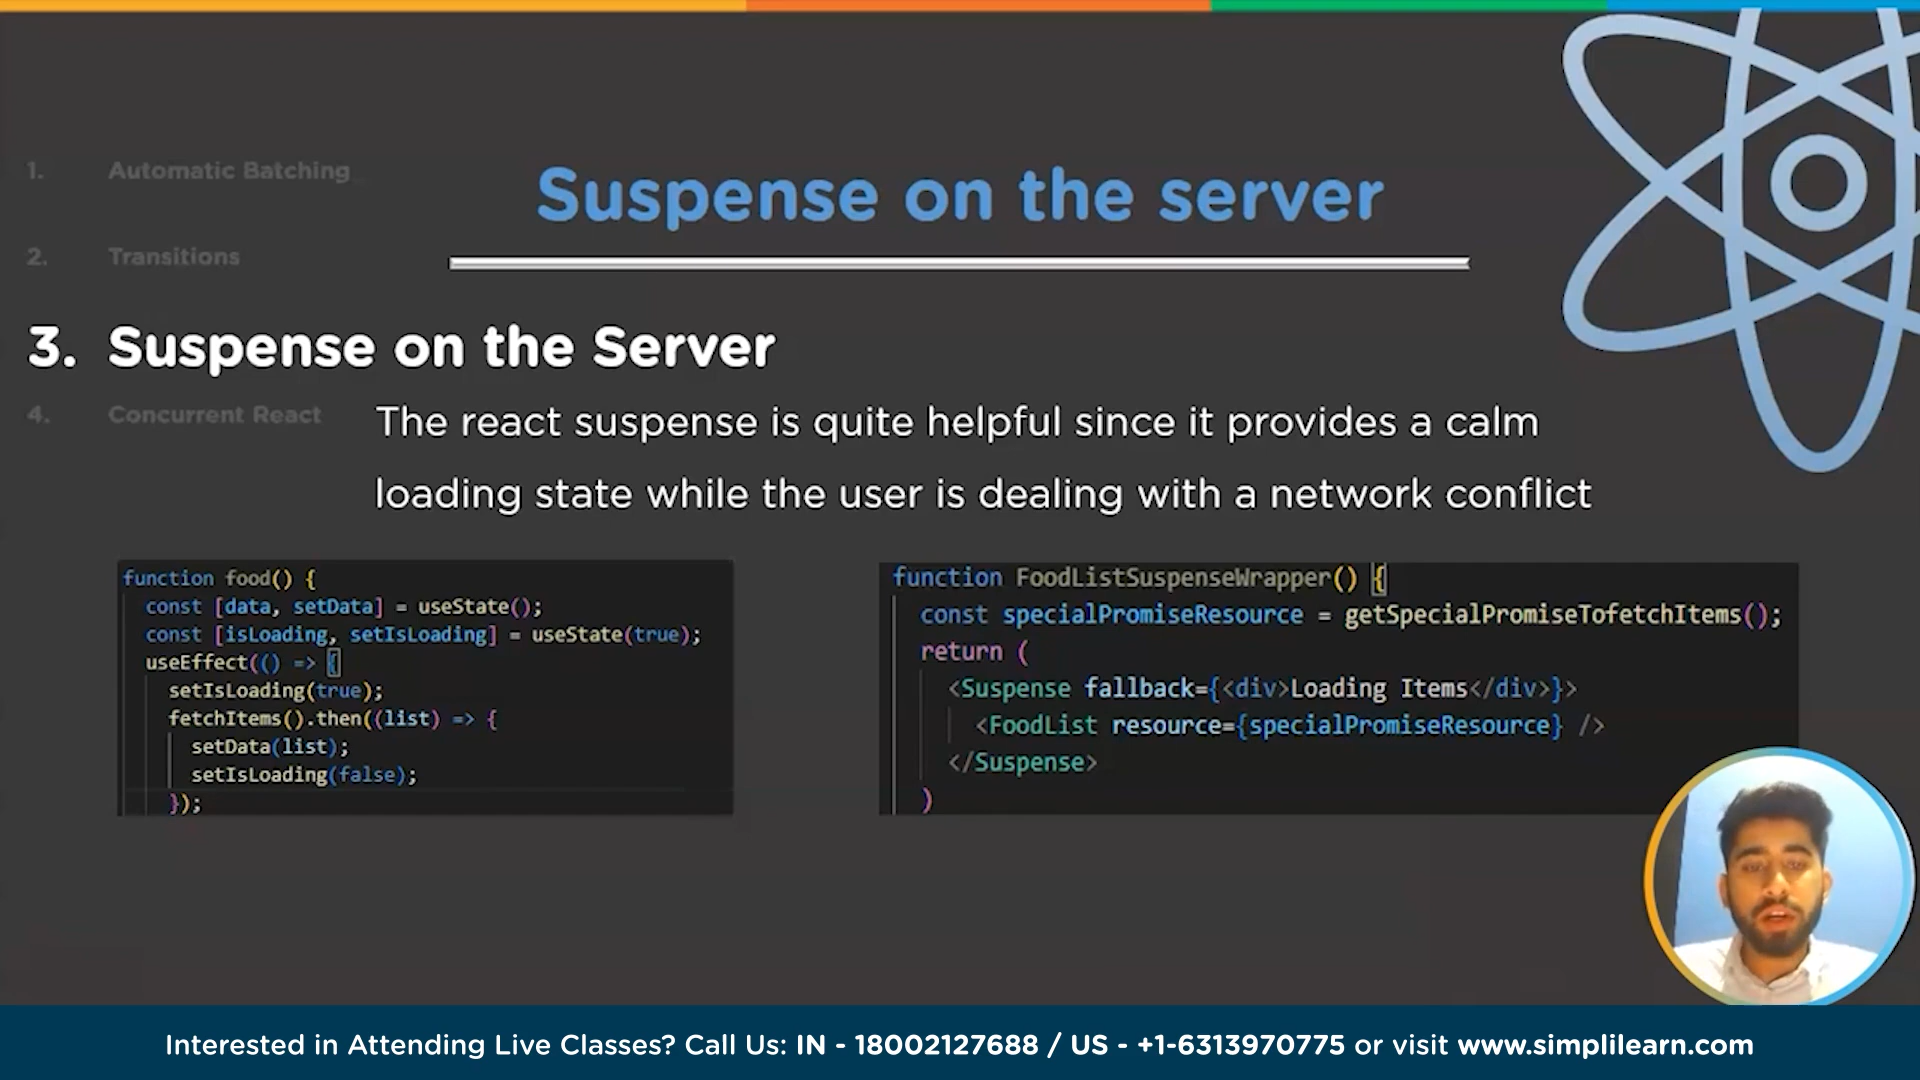 Suspense on the server
1. Automatic Batching
2. Transitions
3. Suspense on the Server
4. Concurrent React
The react suspense is quite helpful since it provides a calm
loading state while the user is dealing with a network conflict
function food() {
const [data, setData] = useState();
const [isLoading, setIsLoading] = useState(true);
useEffect(() => {
setIsLoading(true);
fetchItems().then((list) => {
setData(list);
setIsLoading(false);
});
function FoodListSuspenseWrapper() {
const specialPromiseResource = getSpecialPromiseTofetchItems();
return (
<Suspense fallback={<div>Loading Items</div>}>
<FoodList resource={specialPromiseResource} />
</Suspense>
)
Interested in Attending Live Classes? Call Us: IN - 18002127688 / US - +1-6313970775 or visit www.simplilearn.com